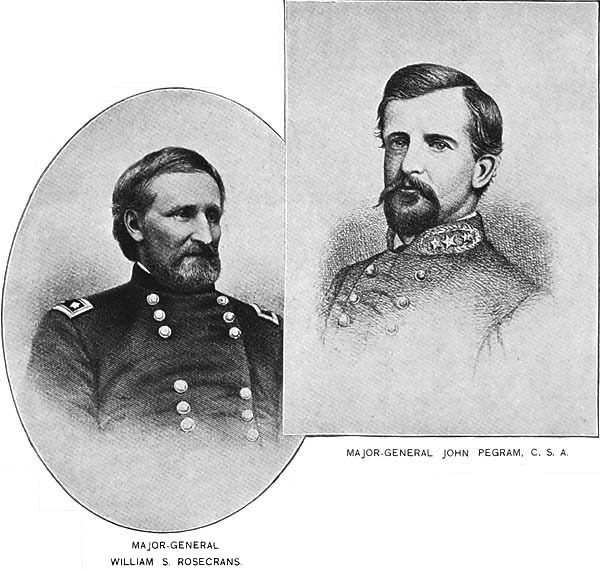 MAJOR-GENERAL JOHN PEGRAM, C. S. A.
MAJOR-GENERAL
WILLIAM S. ROSECRANS.